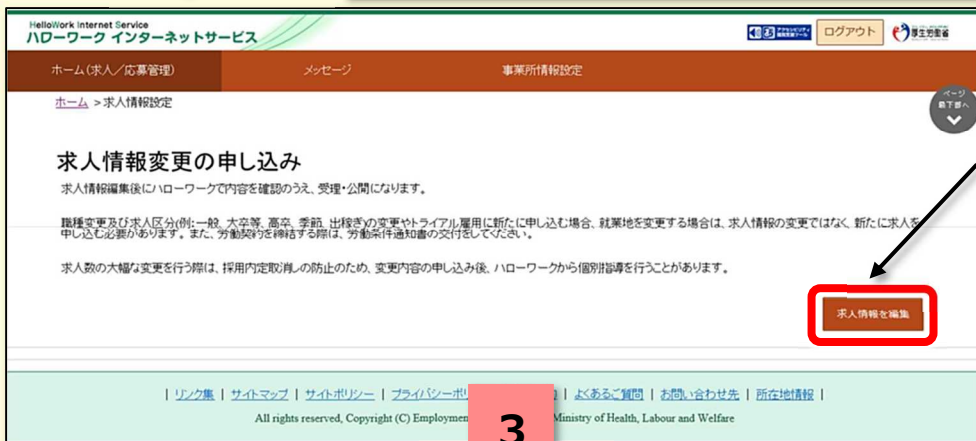 HelloWork Internet Service
ハローワーク インターネットサービス
ログアウト
厚生労働省
ホーム(求人／応募管理)
メッセージ
事業所情報設定
ホーム > 求人情報設定
ページ
最下部へ
求人情報変更の申し込み
求人情報編集後にハローワークで内容を確認のうえ、受理・公開になります。
職種変更及び求人区分(例:一般、大卒等、高卒、季節、出稼ぎ)の変更やトライアル雇用に新たに申し込む場合、就業地を変更する場合は、求人情報の変更ではなく、新たに求人を
申し込む必要があります。また、労働契約を締結する際は、労働条件通知書の交付をしてください。
求人数の大幅な変更を行う際は、採用内定取消しの防止のため、変更内容の申し込み後、ハローワークから個別指導を行うことがあります。
求人情報を編集
| リンク集 | サイトマップ | サイトポリシー | プライバシーポリ | よくあるご質問 | お問い合わせ先 | 所在地情報 |
All rights reserved, Copyright (C) Employmen Ministry of Health, Labour and Welfare
3